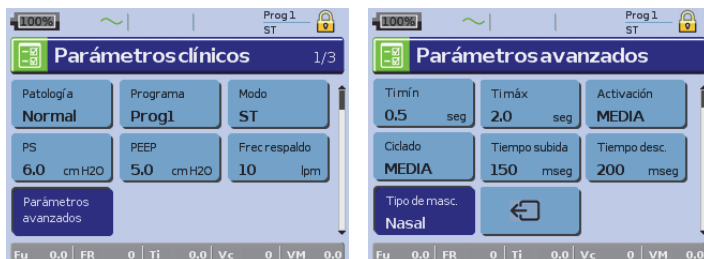 100%
Prog 1
ST
Parámetros clínicos 1/3
Patología Programa Modo
Normal Prog1 ST
PS PEEP Frec respaldo
6.0 cmH2O 5.0 cmH2O 10 lpm
Parámetros
avanzados
Fu 0.0 FR 0 Ti 0.0 Vc 0 VM 0.0
100%
Prog 1
ST
Parámetros avanzados
Ti mín Ti máx Activación
0.5 seg 2.0 seg MEDIA
Ciclado Tiempo subida Tiempo desc.
MEDIA 150 mseg 200 mseg
Tipo de masc.
Nasal
Fu 0.0 FR 0 Ti 0.0 Vc 0 VM 0.0